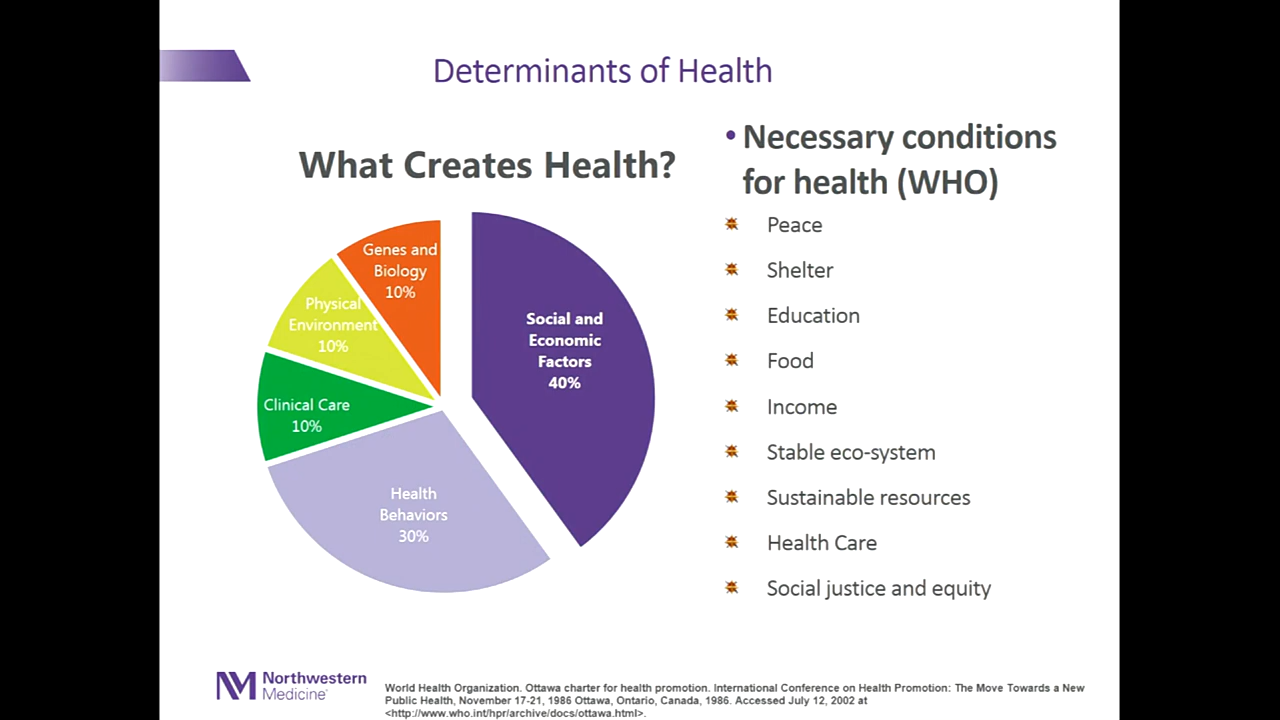 Determinants of Health
What Creates Health?
Genes and
Biology
10%
Physical
Environment
10%
Clinical Care
10%
Health
Behaviors
30%
Social and
Economic
Factors
40%
• Necessary conditions
for health (WHO)
Peace
Shelter
Education
Food
Income
Stable eco-system
Sustainable resources
Health Care
Social justice and equity
NM Northwestern
Medicine
World Health Organization. Ottawa charter for health promotion. International Conference on Health Promotion: The Move Towards a New
Public Health, November 17-21, 1986 Ottawa, Ontario, Canada, 1986. Accessed July 12, 2002 at
<http://www.who.int/hpr/archive/docs/ottawa.html>.